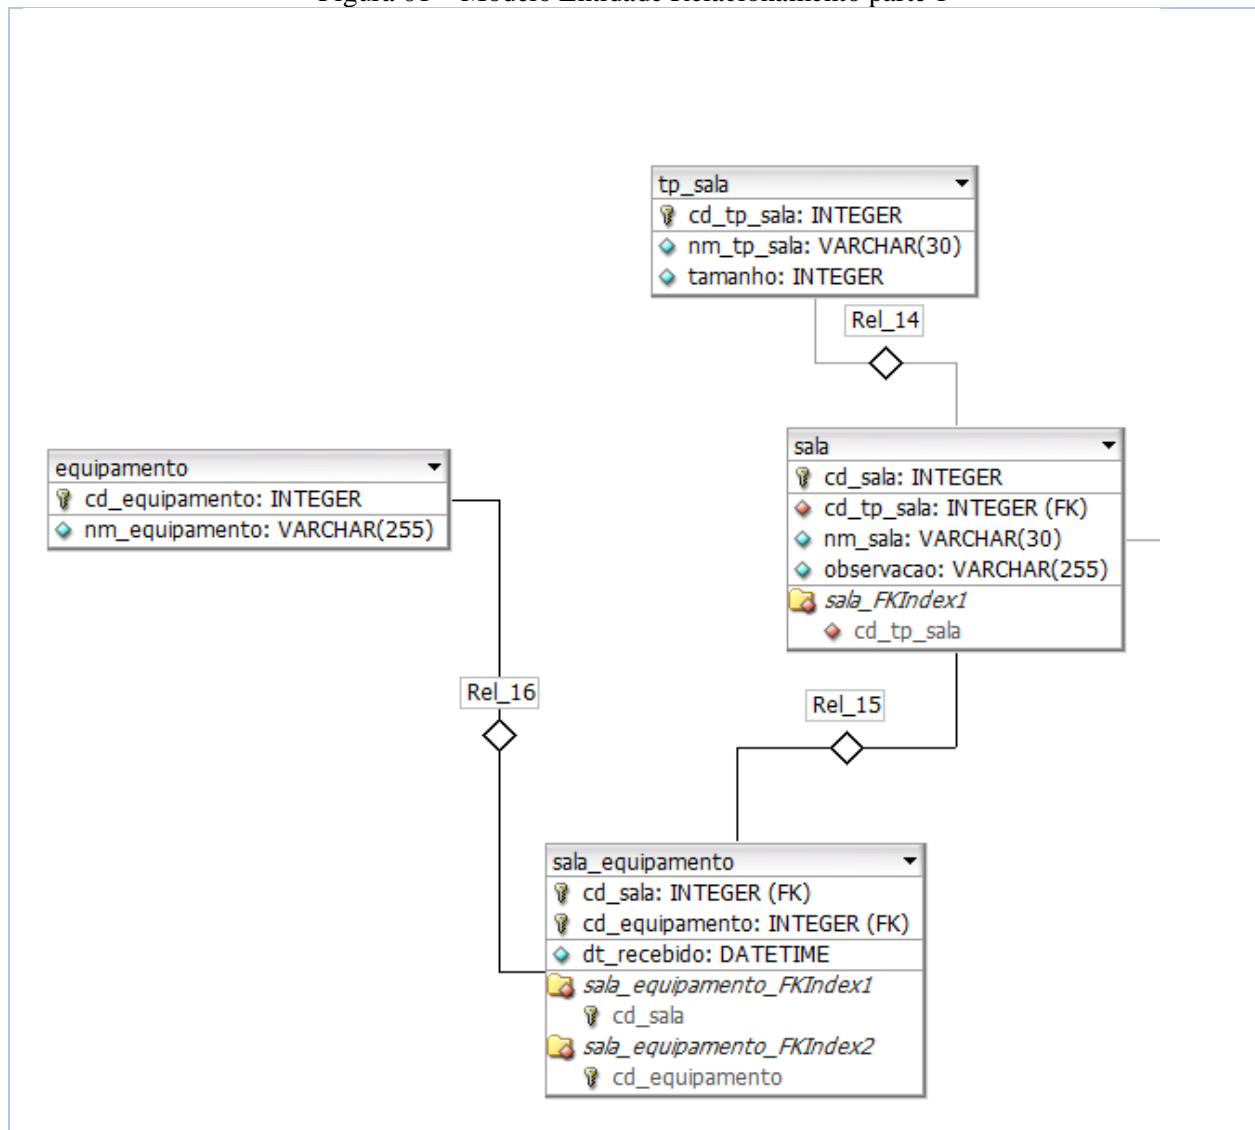 tp_sala
cd_tp_sala: INTEGER
nm_tp_sala: VARCHAR(30)
tamanho: INTEGER
Rel_14
sala
cd_sala: INTEGER
cd_tp_sala: INTEGER (FK)
nm_sala: VARCHAR(30)
observacao: VARCHAR(255)
sala_FKIndex1
cd_tp_sala
equipamento
cd_equipamento: INTEGER
nm_equipamento: VARCHAR(255)
Rel_16
Rel_15
sala_equipamento
cd_sala: INTEGER (FK)
cd_equipamento: INTEGER (FK)
dt_recebido: DATETIME
sala_equipamento_FKIndex1
cd_sala
sala_equipamento_FKIndex2
cd_equipamento